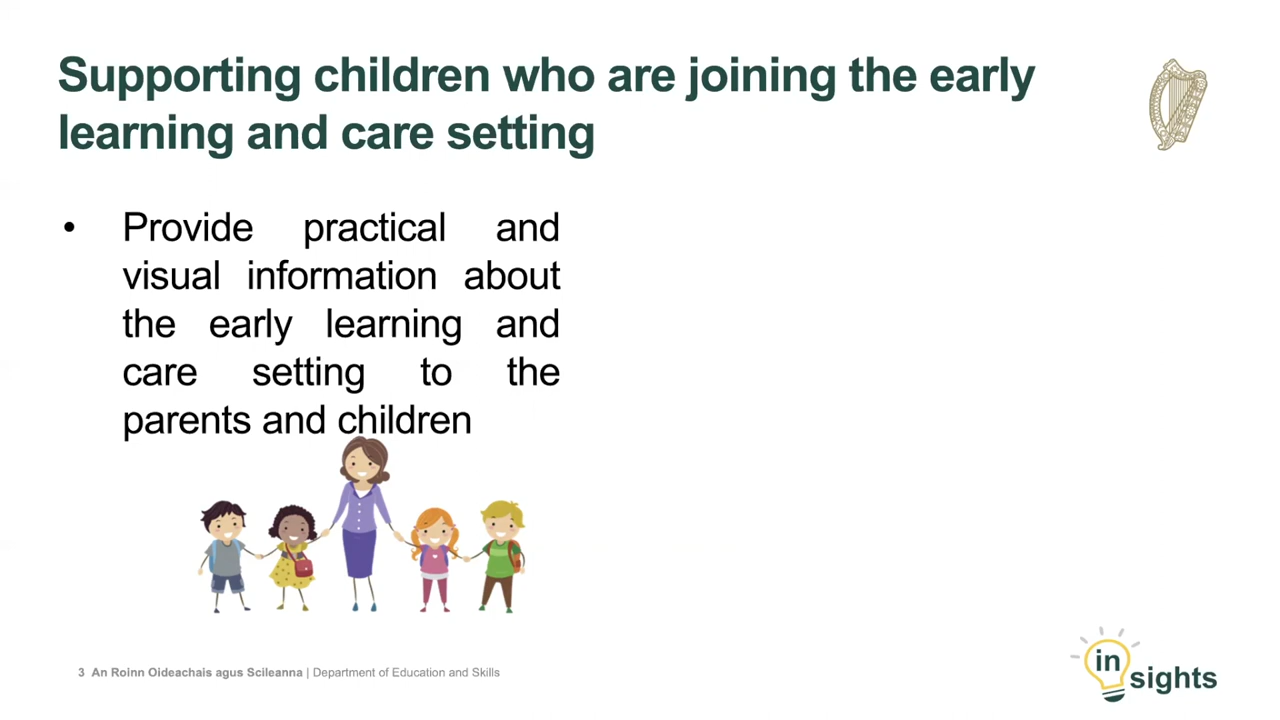 Supporting children who are joining the early
learning and care setting
• Provide practical and
visual information about
the early learning and
care setting to the
parents and children
3 An Roinn Oideachais agus Scileanna | Department of Education and Skills
in
sights